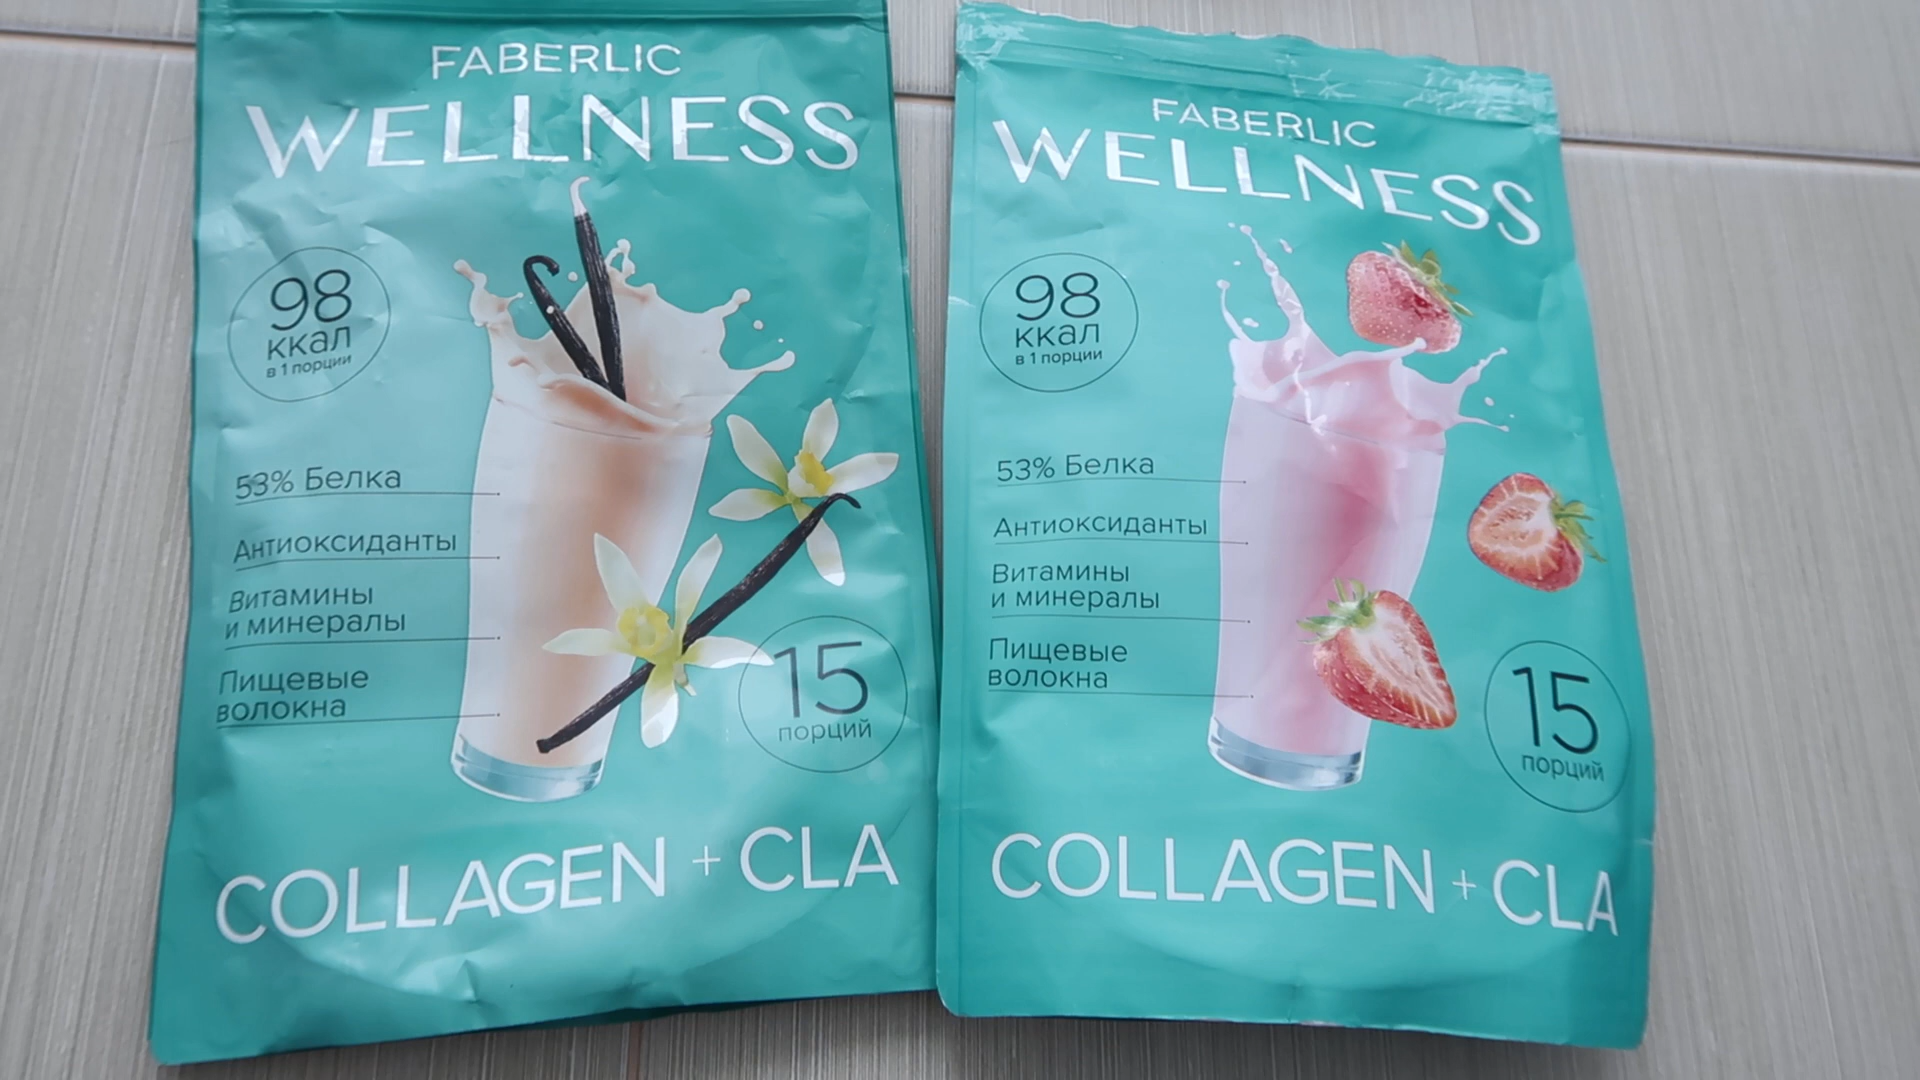 FABERLIC
WELLNESS
98
ккал
в 1 порции
53% Белка
Антиоксиданты
Витамины
и минералы
Пищевые
волокна
15
порций
COLLAGEN + CLA
FABERLIC
WELLNESS
98
ккал
в 1 порции
53% Белка
Антиоксиданты
Витамины
и минералы
Пищевые
волокна
15
порций
COLLAGEN + CLA